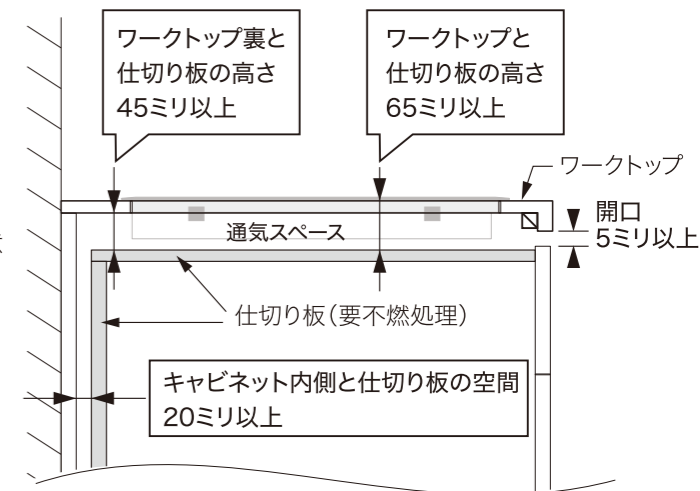 ワークトップ裏と
仕切り板の高さ
45ミリ以上
ワークトップと
仕切り板の高さ
65ミリ以上
ワークトップ
開口
5ミリ以上
通気スペース
仕切り板（要不燃処理）
キャビネット内側と仕切り板の空間
20ミリ以上